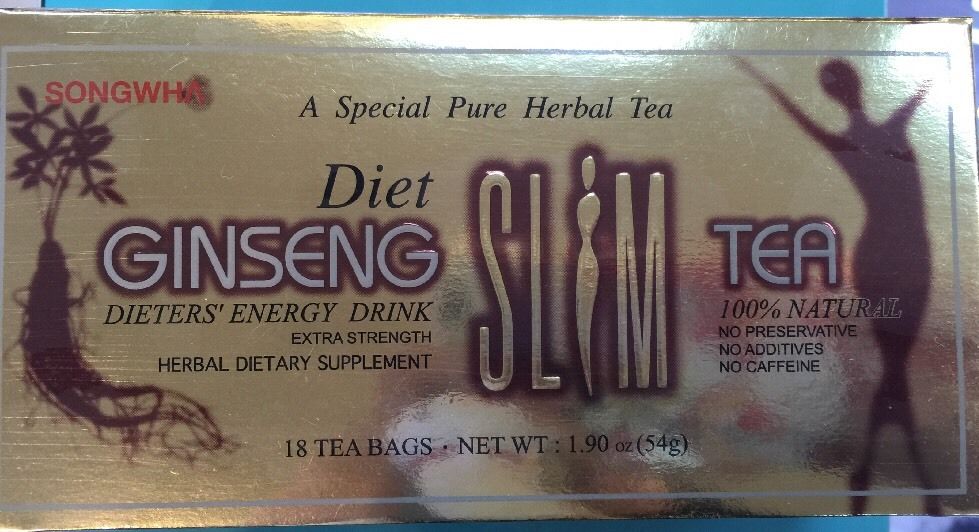 SONGWHA
A Special Pure Herbal Tea
Diet
GINSENG SLiM TEA
DIETERS' ENERGY DRINK
EXTRA STRENGTH
HERBAL DIETARY SUPPLEMENT
100% NATURAL
NO PRESERVATIVE
NO ADDITIVES
NO CAFFEINE
18 TEA BAGS · NET WT : 1.90 oz (54g)